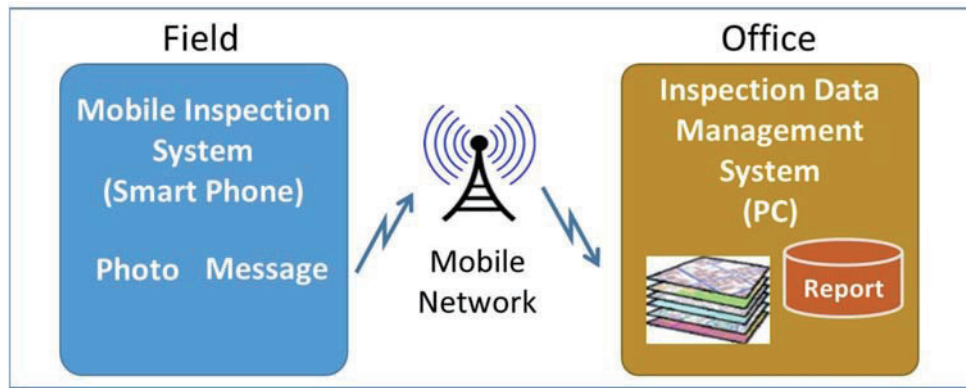 Field
Office
Mobile Inspection
System
(Smart Phone)
Photo Message
Mobile
Network
Inspection Data
Management
System
(PC)
Report